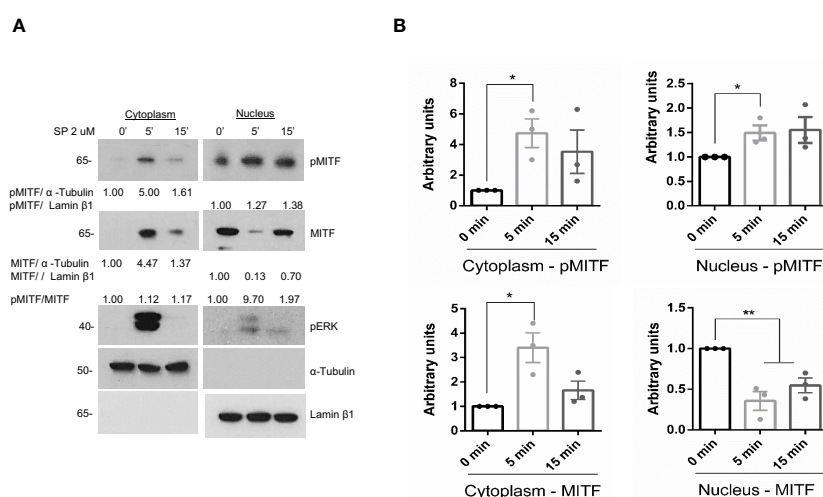 A
Cytoplasm Nucleus
SP 2 uM 0' 5' 15' 0' 5' 15'
65- pMITF
pMITF/ α -Tubulin 1.00 5.00 1.61
pMITF/ Lamin β1 1.00 1.27 1.38
65- MITF
MITF/ α -Tubulin 1.00 4.47 1.37
MITF/ / Lamin β1 1.00 0.13 0.70
pMITF/MITF 1.00 1.12 1.17 1.00 9.70 1.97
40- pERK
50- α-Tubulin
65- Lamin β1
B
Arbitrary units
8
6
4
2
0
*
0 min 5 min 15 min
Cytoplasm - pMITF
Arbitrary units
2.5
2.0
1.5
1.0
0.5
0.0
*
0 min 5 min 15 min
Nucleus - pMITF
Arbitrary units
5
4
3
2
1
0
*
0 min 5 min 15 min
Cytoplasm - MITF
Arbitrary units
1.5
1.0
0.5
0.0
**
0 min 5 min 15 min
Nucleus - MITF